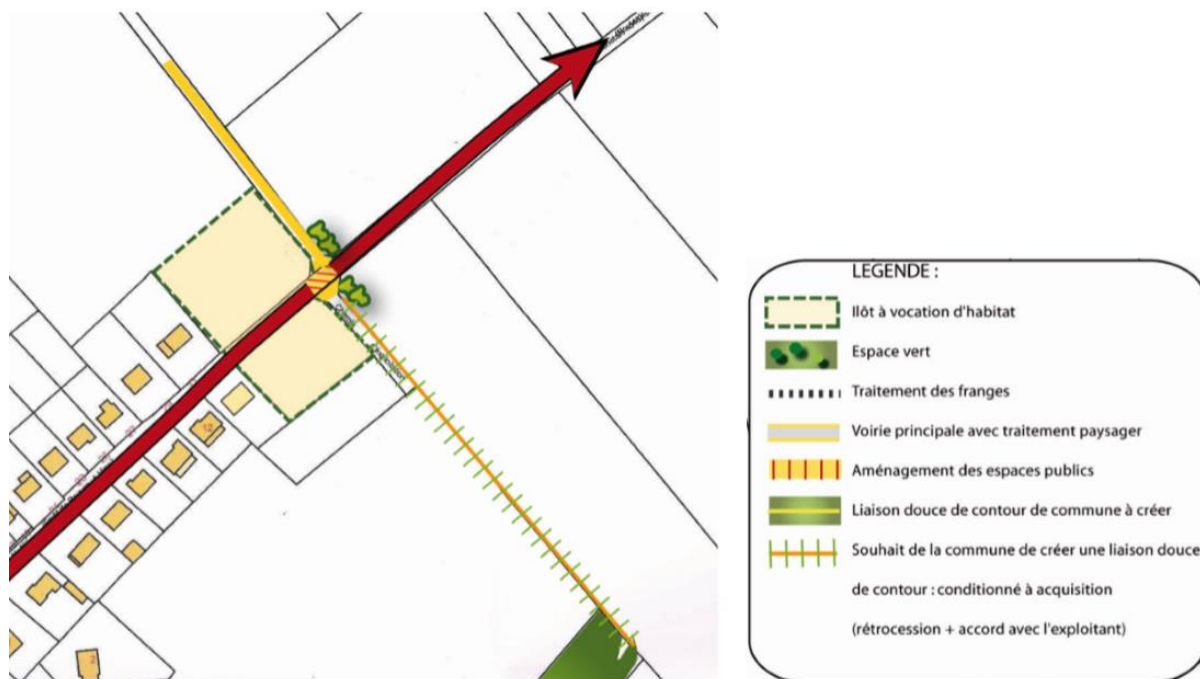 LEGENDE :
Ilôt à vocation d'habitat
Espace vert
Traitement des franges
Voirie principale avec traitement paysager
Aménagement des espaces publics
Liaison douce de contour de commune à créer
Souhait de la commune de créer une liaison douce
de contour : conditionné à acquisition
(rétrocession + accord avec l'exploitant)
12
2